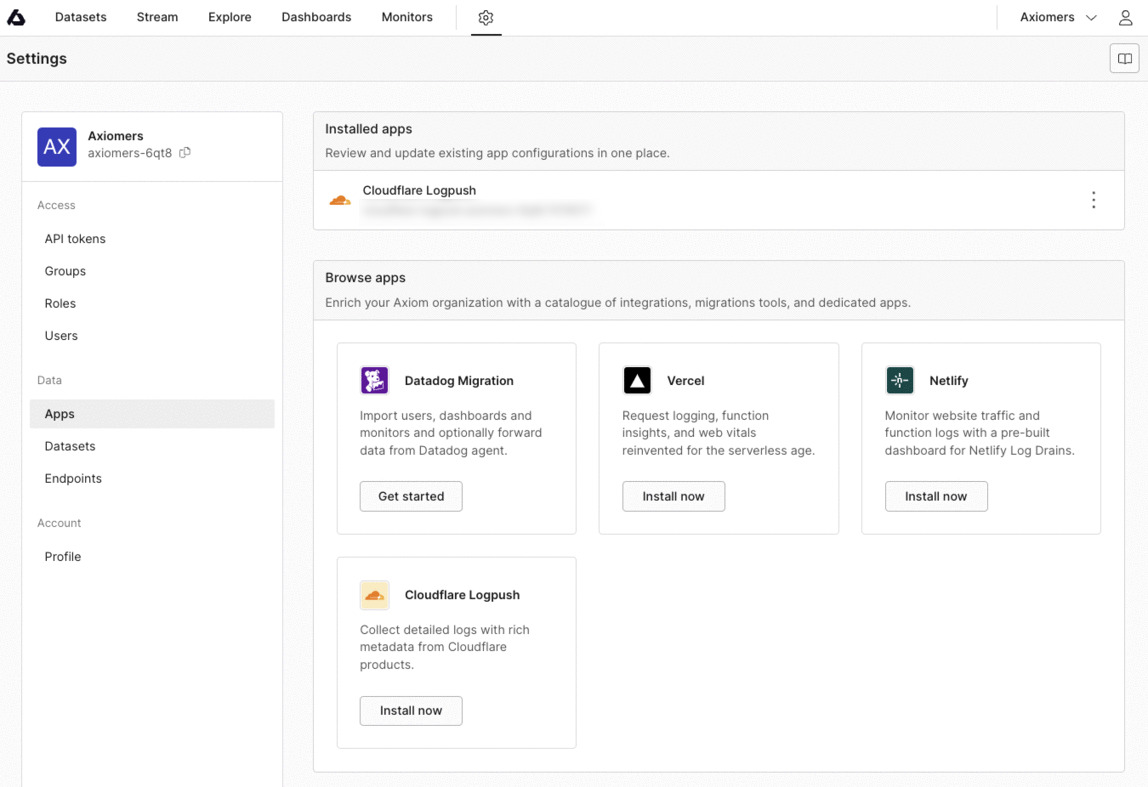 Datasets Stream Explore Dashboards Monitors Axiomers
Settings
AX
Axiomers
axiomers-6qt8
Access
API tokens
Groups
Roles
Users
Data
Apps
Datasets
Endpoints
Account
Profile
Installed apps
Review and update existing app configurations in one place.
Cloudflare Logpush
Browse apps
Enrich your Axiom organization with a catalogue of integrations, migrations tools, and dedicated apps.
Datadog Migration
Import users, dashboards and
monitors and optionally forward
data from Datadog agent.
Get started
Vercel
Request logging, function
insights, and web vitals
reinvented for the serverless age.
Install now
Netlify
Monitor website traffic and
function logs with a pre-built
dashboard for Netlify Log Drains.
Install now
Cloudflare Logpush
Collect detailed logs with rich
metadata from Cloudflare
products.
Install now